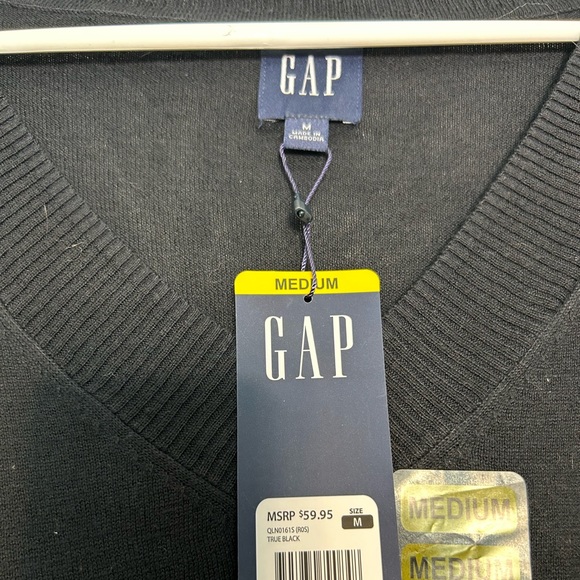 GAP
M
MADE IN
CAMBODIA
MEDIUM
GAP
MSRP $59.95
SIZE
M
QLN0161S (R05)
TRUE BLACK
MEDIUM
MEDIUM